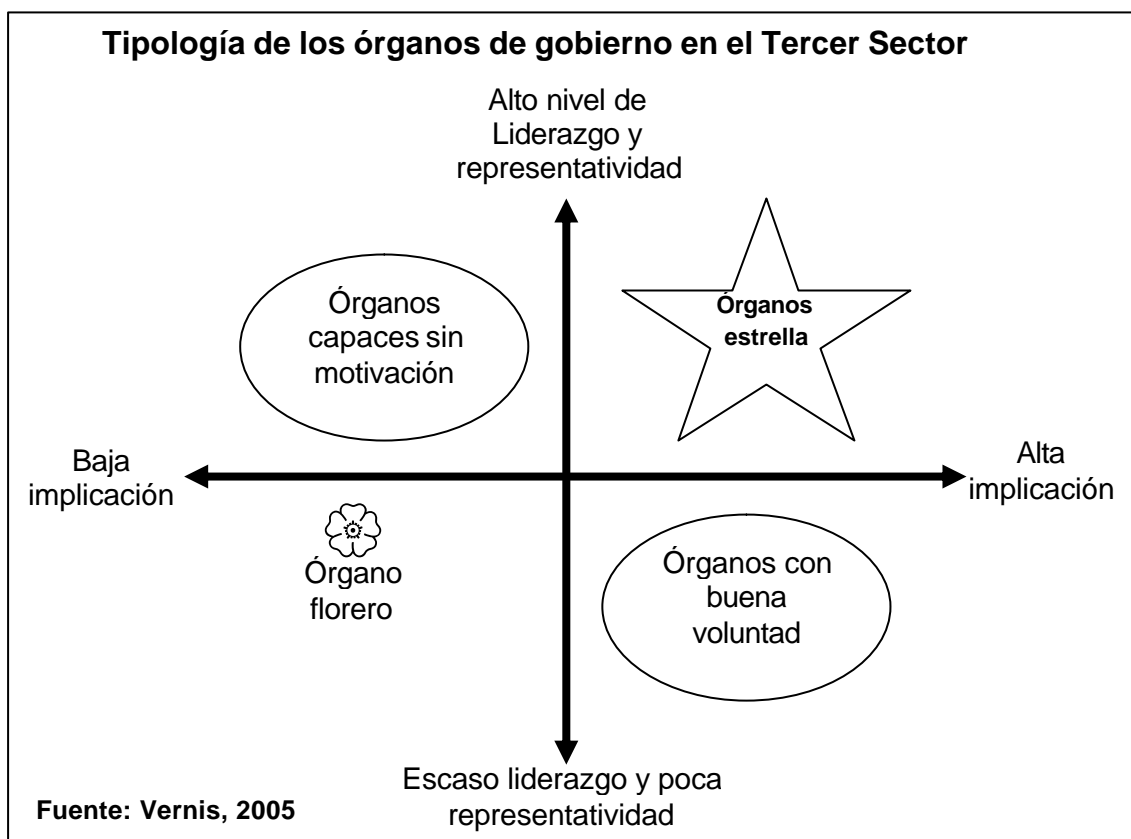 Tipología de los órganos de gobierno en el Tercer Sector
Alto nivel de
Liderazgo y
representatividad
Órganos
capaces sin
motivación
Órganos
estrella
Baja
implicación
Alta
implicación
Órgano
florero
Órganos con
buena
voluntad
Escaso liderazgo y poca
representatividad
Fuente: Vernis, 2005